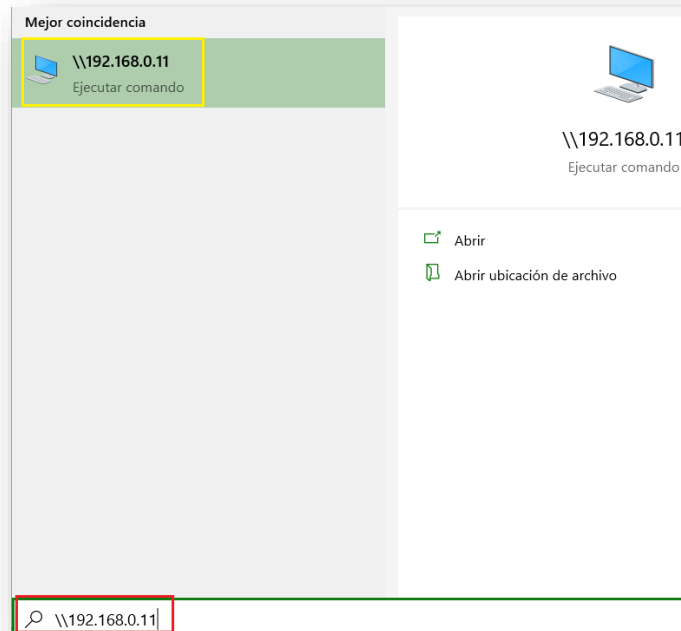 Mejor coincidencia
\\192.168.0.11
Ejecutar comando
\\192.168.0.11
Ejecutar comando
Abrir
Abrir ubicación de archivo
\\192.168.0.11